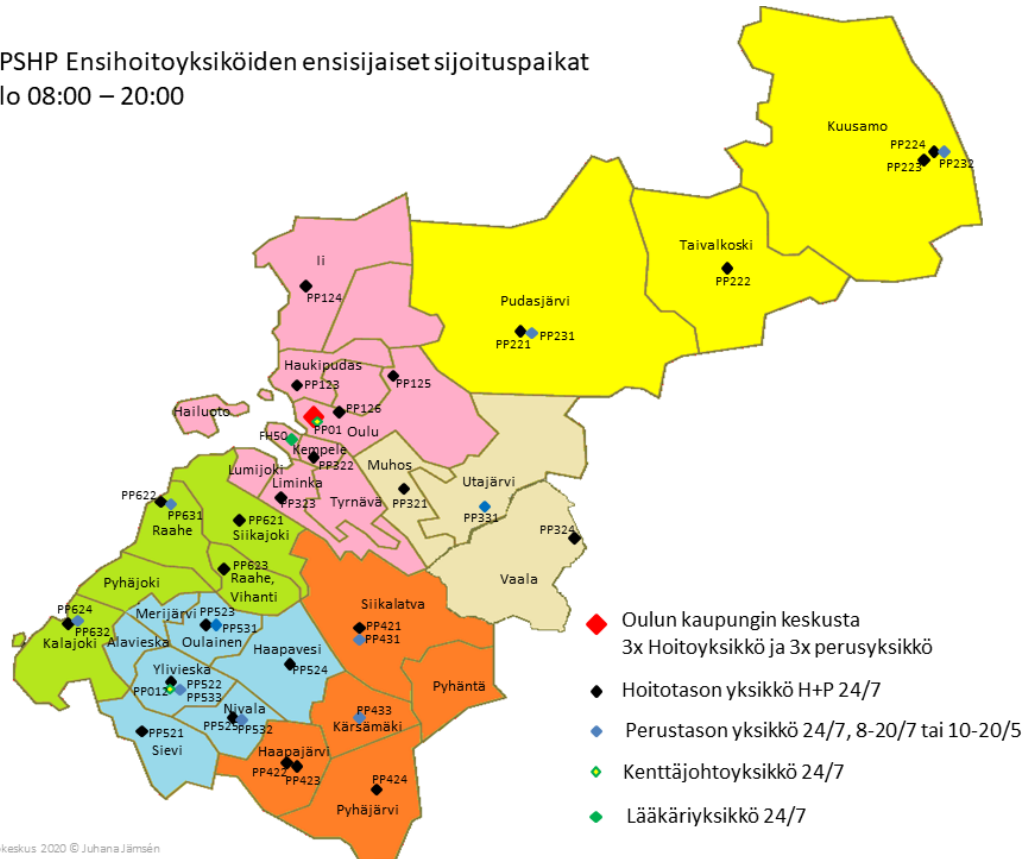 PSHP Ensihoitoyksiköiden ensisijaiset sijoituspaikat
lo 08:00 – 20:00
Kuusamo
PP224
PP223
PP232
Taivalkoski
PP222
Ii
PP124
Pudasjärvi
PP221
PP231
Haukipudas
PP123
PP125
Hailuoto
PP126
PP01
Oulu
FH50
Kempele
PP322
Lumijoki
Liminka
PP323
Tyrnävä
Muhos
PP321
Utajärvi
PP331
PP324
Vaala
PP622
PP631
Raahe
PP621
Siikajoki
PP623
Raahe,
Vihanti
Pyhäjoki
PP624
PP632
Kalajoki
Merijärvi
PP523
PP531
Oulainen
Alavieska
Haapavesi
PP524
Ylivieska
PP012
PP522
PP533
Nivala
PP525
PP532
PP521
Sievi
Siikalatva
PP421
PP431
Pyhäntä
PP433
Kärsämäki
Haapajärvi
PP422
PP423
PP424
Pyhäjärvi
Oulun kaupungin keskusta
3x Hoitoyksikkö ja 3x perusyksikkö
Hoitotason yksikkö H+P 24/7
Perustason yksikkö 24/7, 8-20/7 tai 10-20/5
Kenttäjohtoyksikkö 24/7
Lääkäriyksikkö 24/7
keskus 2020 © Juhana Jämsén